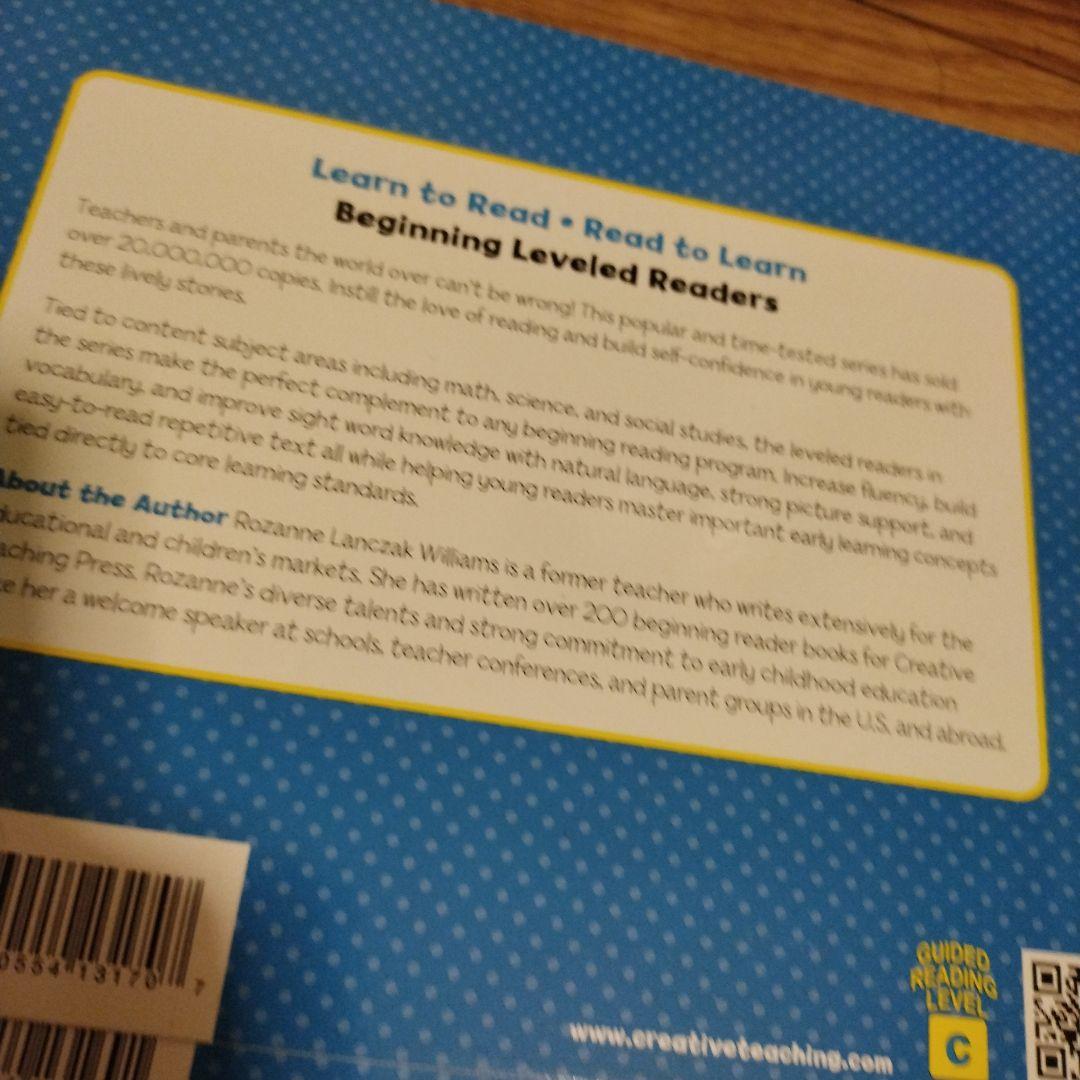 Learn to Read • Read to Learn
Beginning Leveled Readers
Teachers and parents the world over can't be wrong! This popular and time-tested series has sold
over 20,000,000 copies. Instill the love of reading and build self-confidence in young readers with
these lively stories.
Tied to content subject areas including math, science, and social studies, the leveled readers in
the series make the perfect complement to any beginning reading program. Increase fluency, build
vocabulary, and improve sight word knowledge with natural language, strong picture support, and
easy-to-read repetitive text all while helping young readers master important early learning concepts
tied directly to core learning standards.
About the Author Rozanne Lanczak Williams is a former teacher who writes extensively for the
ducational and children's markets. She has written over 200 beginning reader books for Creative
aching Press. Rozanne's diverse talents and strong commitment to early childhood education
e her a welcome speaker at schools, teacher conferences, and parent groups in the U.S. and abroad.
GUIDED
READING
LEVEL
C
www.creativeteaching.com